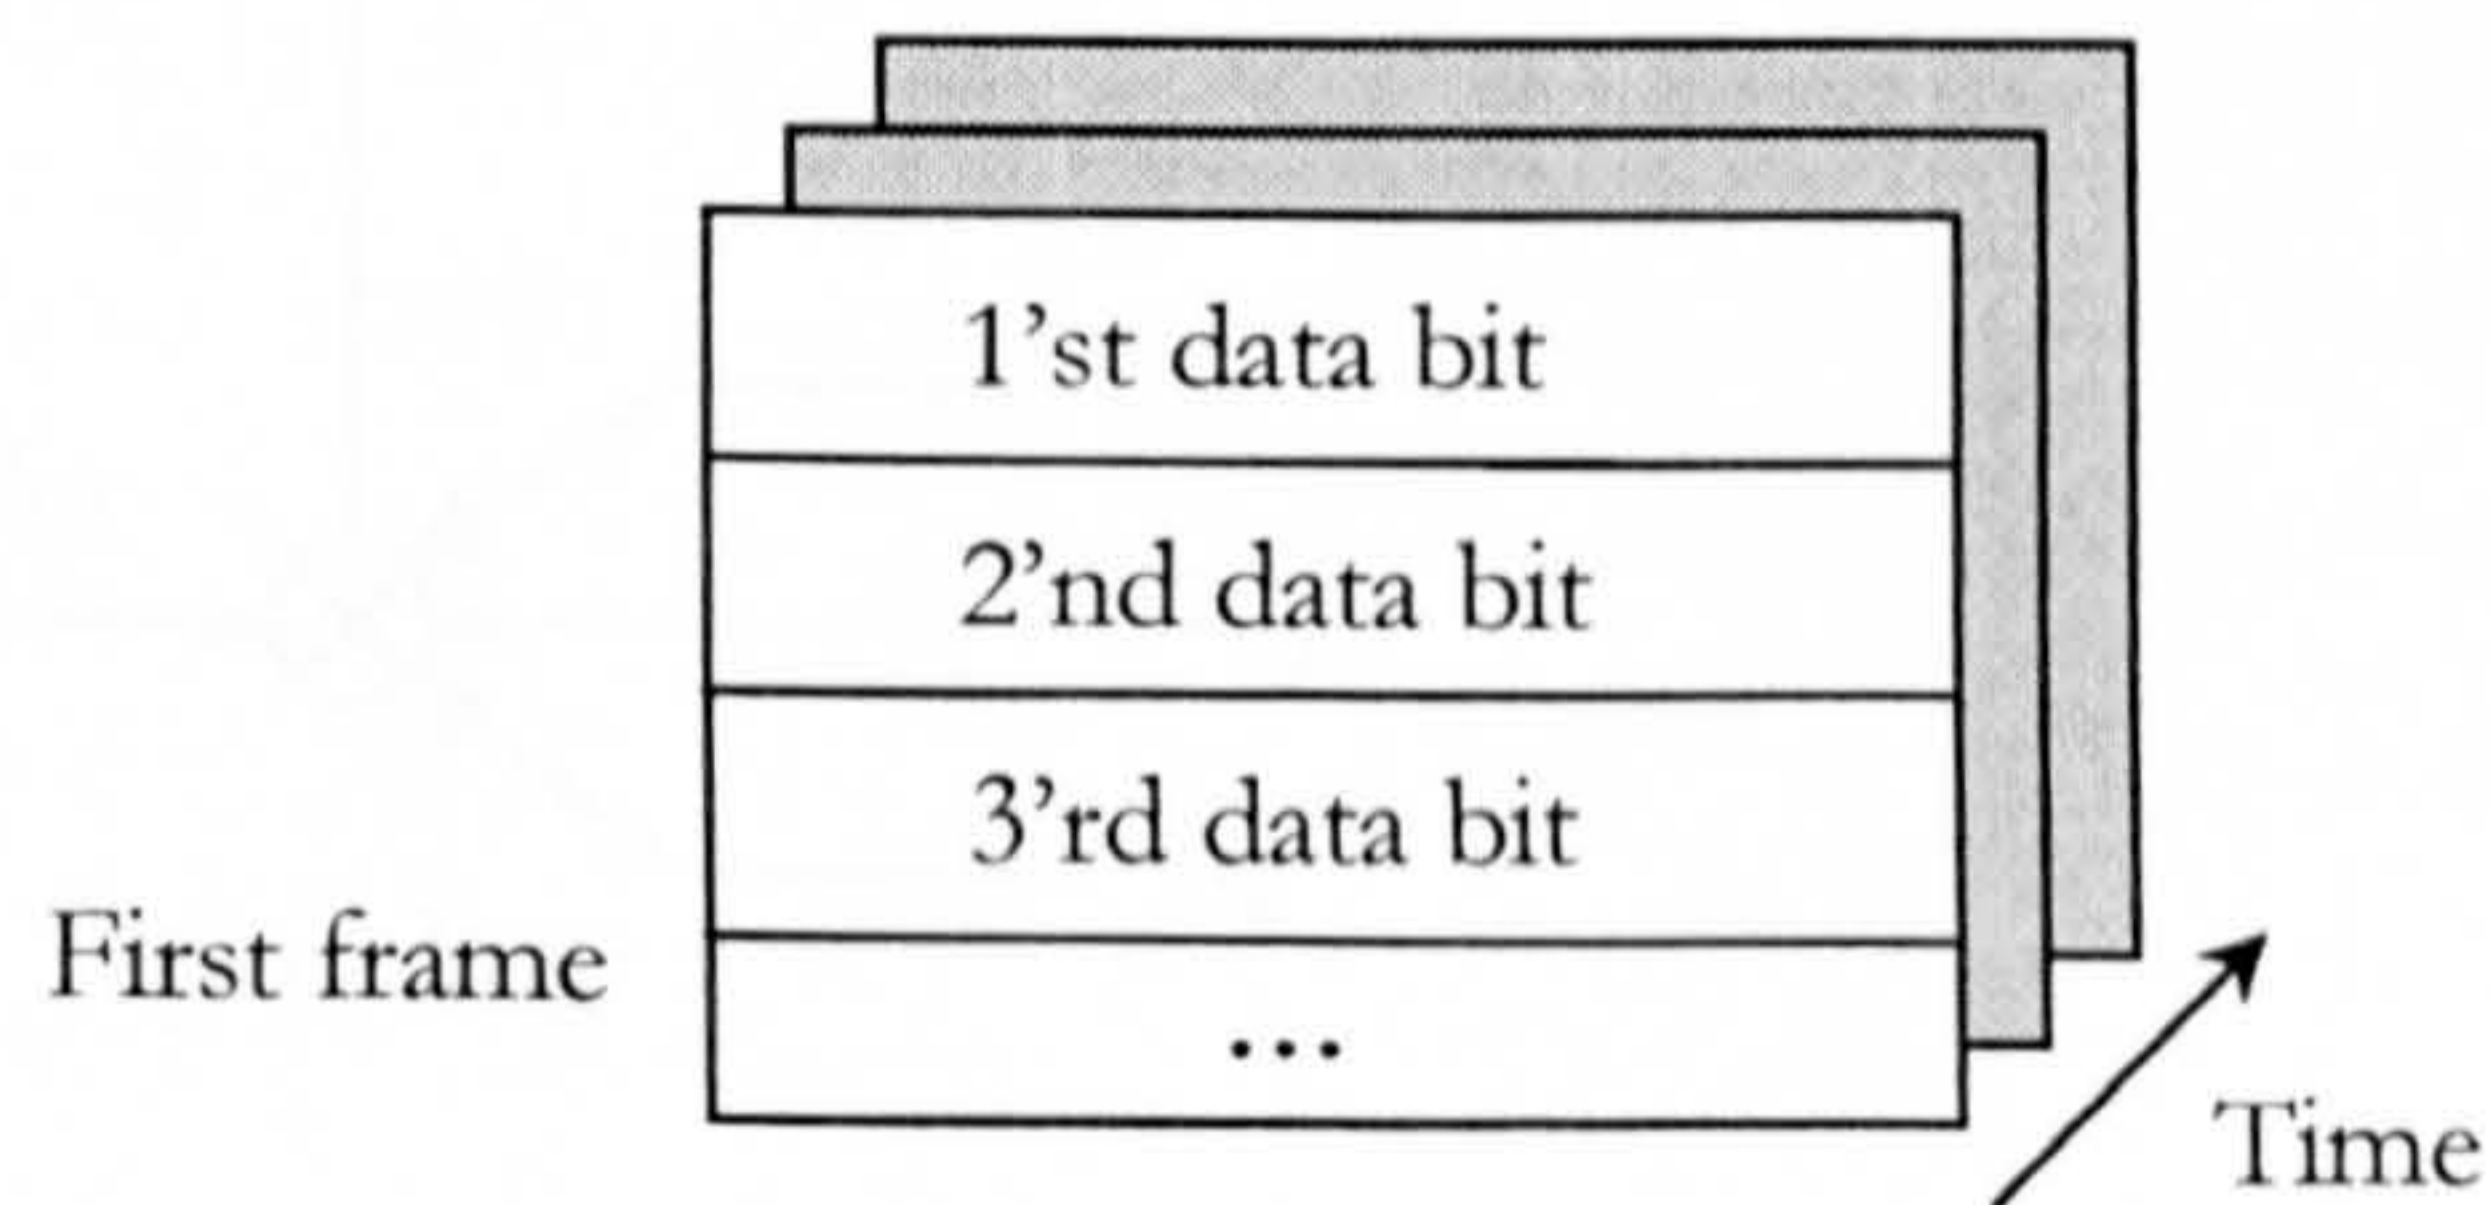 1’st data bit
2’nd data bit
3’rd data bit
First frame
...
Time